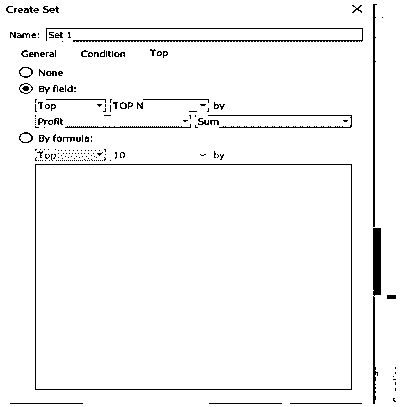 Create Set
Name: Set 1
General Condition Top
None
By field:
Top TOP N by
Profit Sum
By formula:
Top 10 by